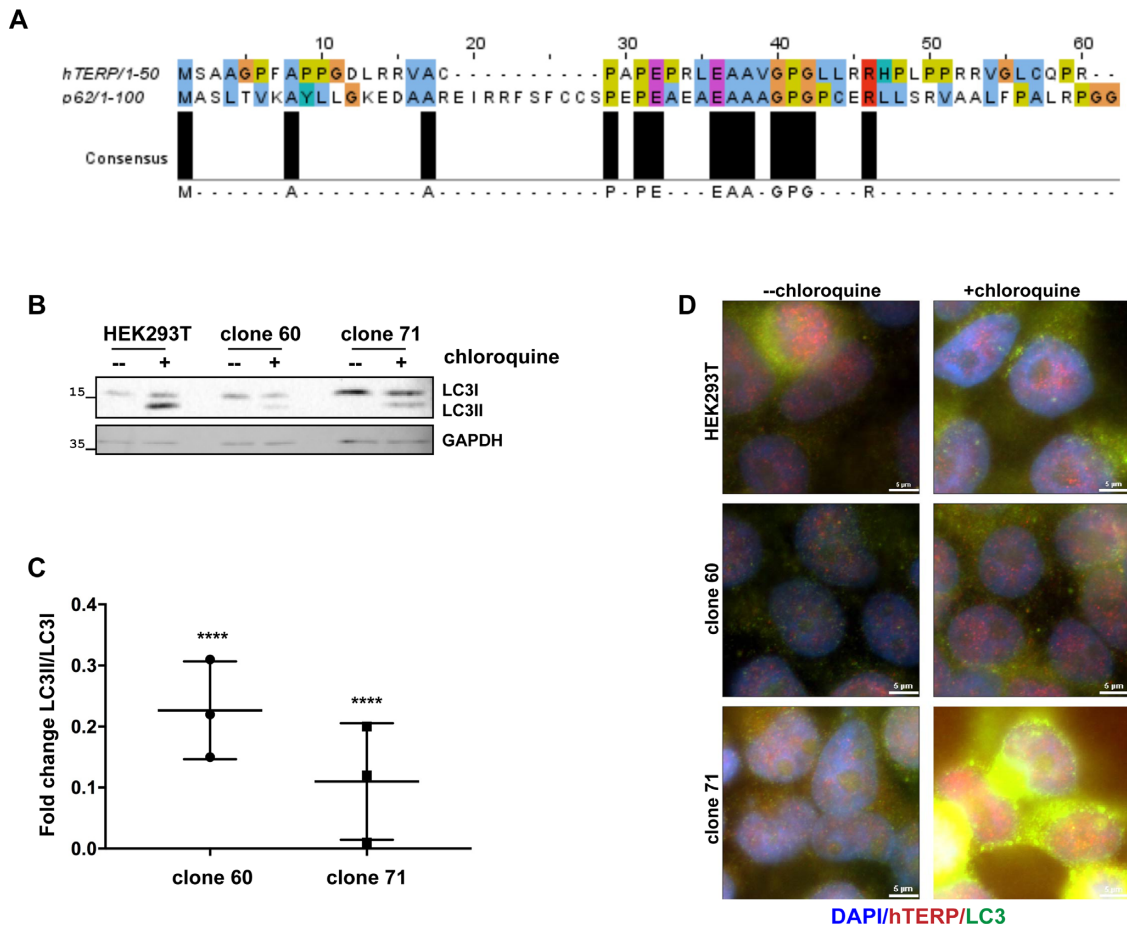 A
10 20 30 40 50 60
hTERP/1-50 MSAAGPFAPPGDLRRVAC----------PAPEPRLEAAVGPGLLRRHPLPPRRVGLCQPR--
p62/1-100 MASLTVKAYLLGKEDAAREIRRFSFCCSPEPEAEAEAAAGPGPCERLLSRVAALFPALRPGG
Consensus
M------A--------A-----------P-PE---EAA-GPG---R----------------
B
HEK293T clone 60 clone 71
-- + -- + -- + chloroquine
15 LC3I
LC3II
35 GAPDH
C
Fold change LC3II/LC3I
0.4
0.3
0.2
0.1
0.0
****
****
clone 60 clone 71
D
--chloroquine +chloroquine
HEK293T
5 µm 5 µm
clone 60
5 µm 5 µm
clone 71
5 µm 5 µm
DAPI/hTERP/LC3